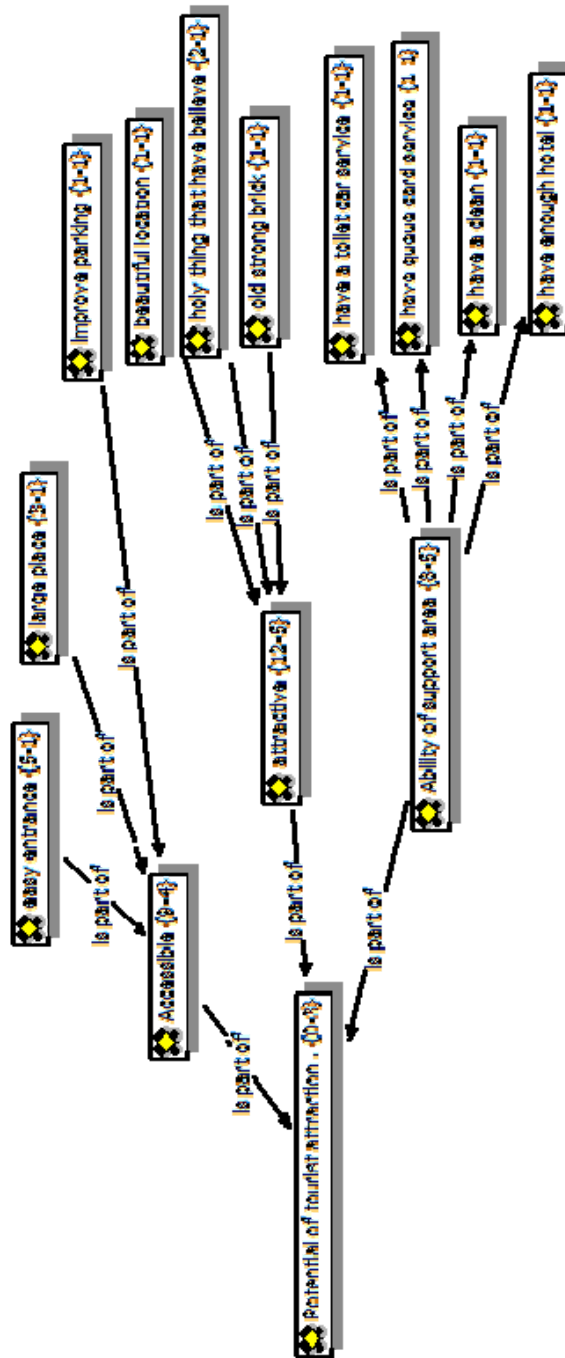 easy entrance {5-1}
large place {3-1}
Improve parking {1-1}
is part of
is part of
is part of
beautiful location {1-1}
Accessible {9-4}
holy thing that have believe {2-1}
is part of
is part of
old strong brick {1-1}
is part of
is part of
attractive {12-5}
is part of
Potential of tourist attraction . {0-3}
have a toilet car service {1-1}
is part of
is part of
have queue card service {1-1}
is part of
Ability of support area {8-5}
is part of
have a clean {1-1}
is part of
have enough hotel {1-1}